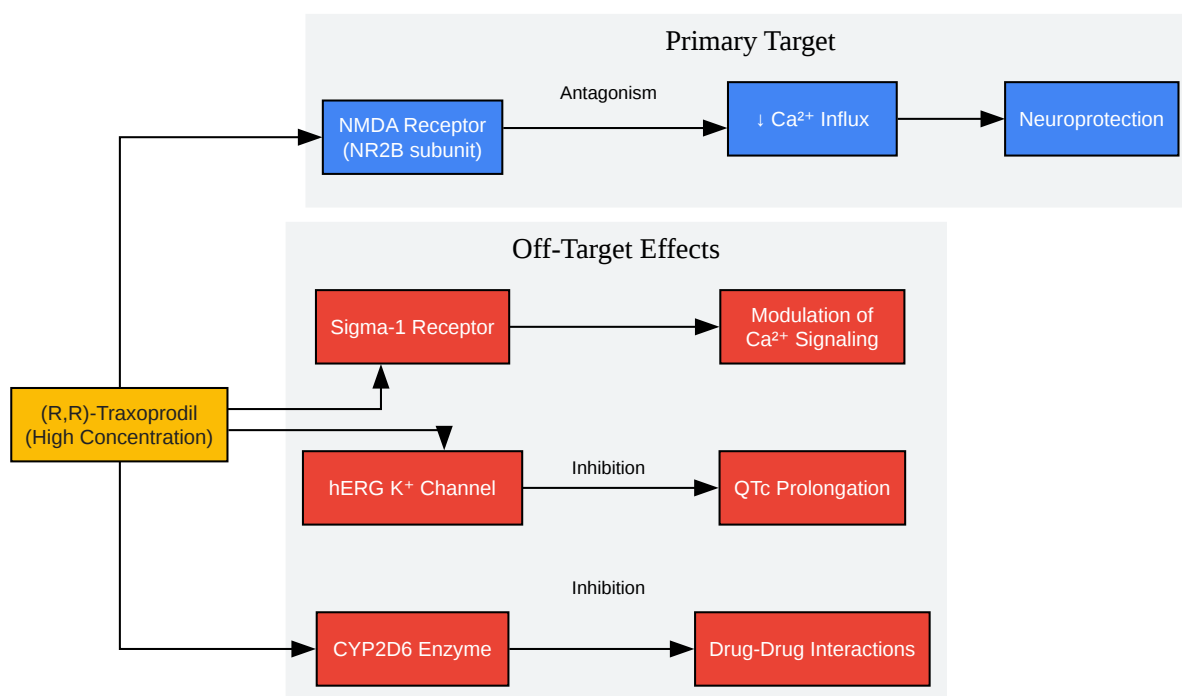 Primary Target
Antagonism
NMDA Receptor
(NR2B subunit)
↓ Ca²⁺ Influx
Neuroprotection
Off-Target Effects
Sigma-1 Receptor
Modulation of
Ca²⁺ Signaling
(R,R)-Traxoprodil
(High Concentration)
hERG K⁺ Channel
Inhibition
QTc Prolongation
Inhibition
CYP2D6 Enzyme
Drug-Drug Interactions